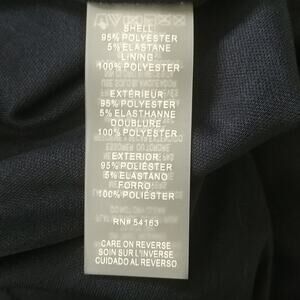 SHELL
95% POLYESTER
5% ELASTANE
LINING
100% POLYESTER
EXTÉRIEUR
95% POLYESTER
5% ELASTHANNE
DOUBLURE
100% POLYESTER
EXTERIOR
95% POLIÉSTER
5% ELASTANO
FORRO
100% POLIÉSTER
RN# 54163
CARE ON REVERSE
SOIN SUR L'INVERSE
CUIDADO AL REVERSO